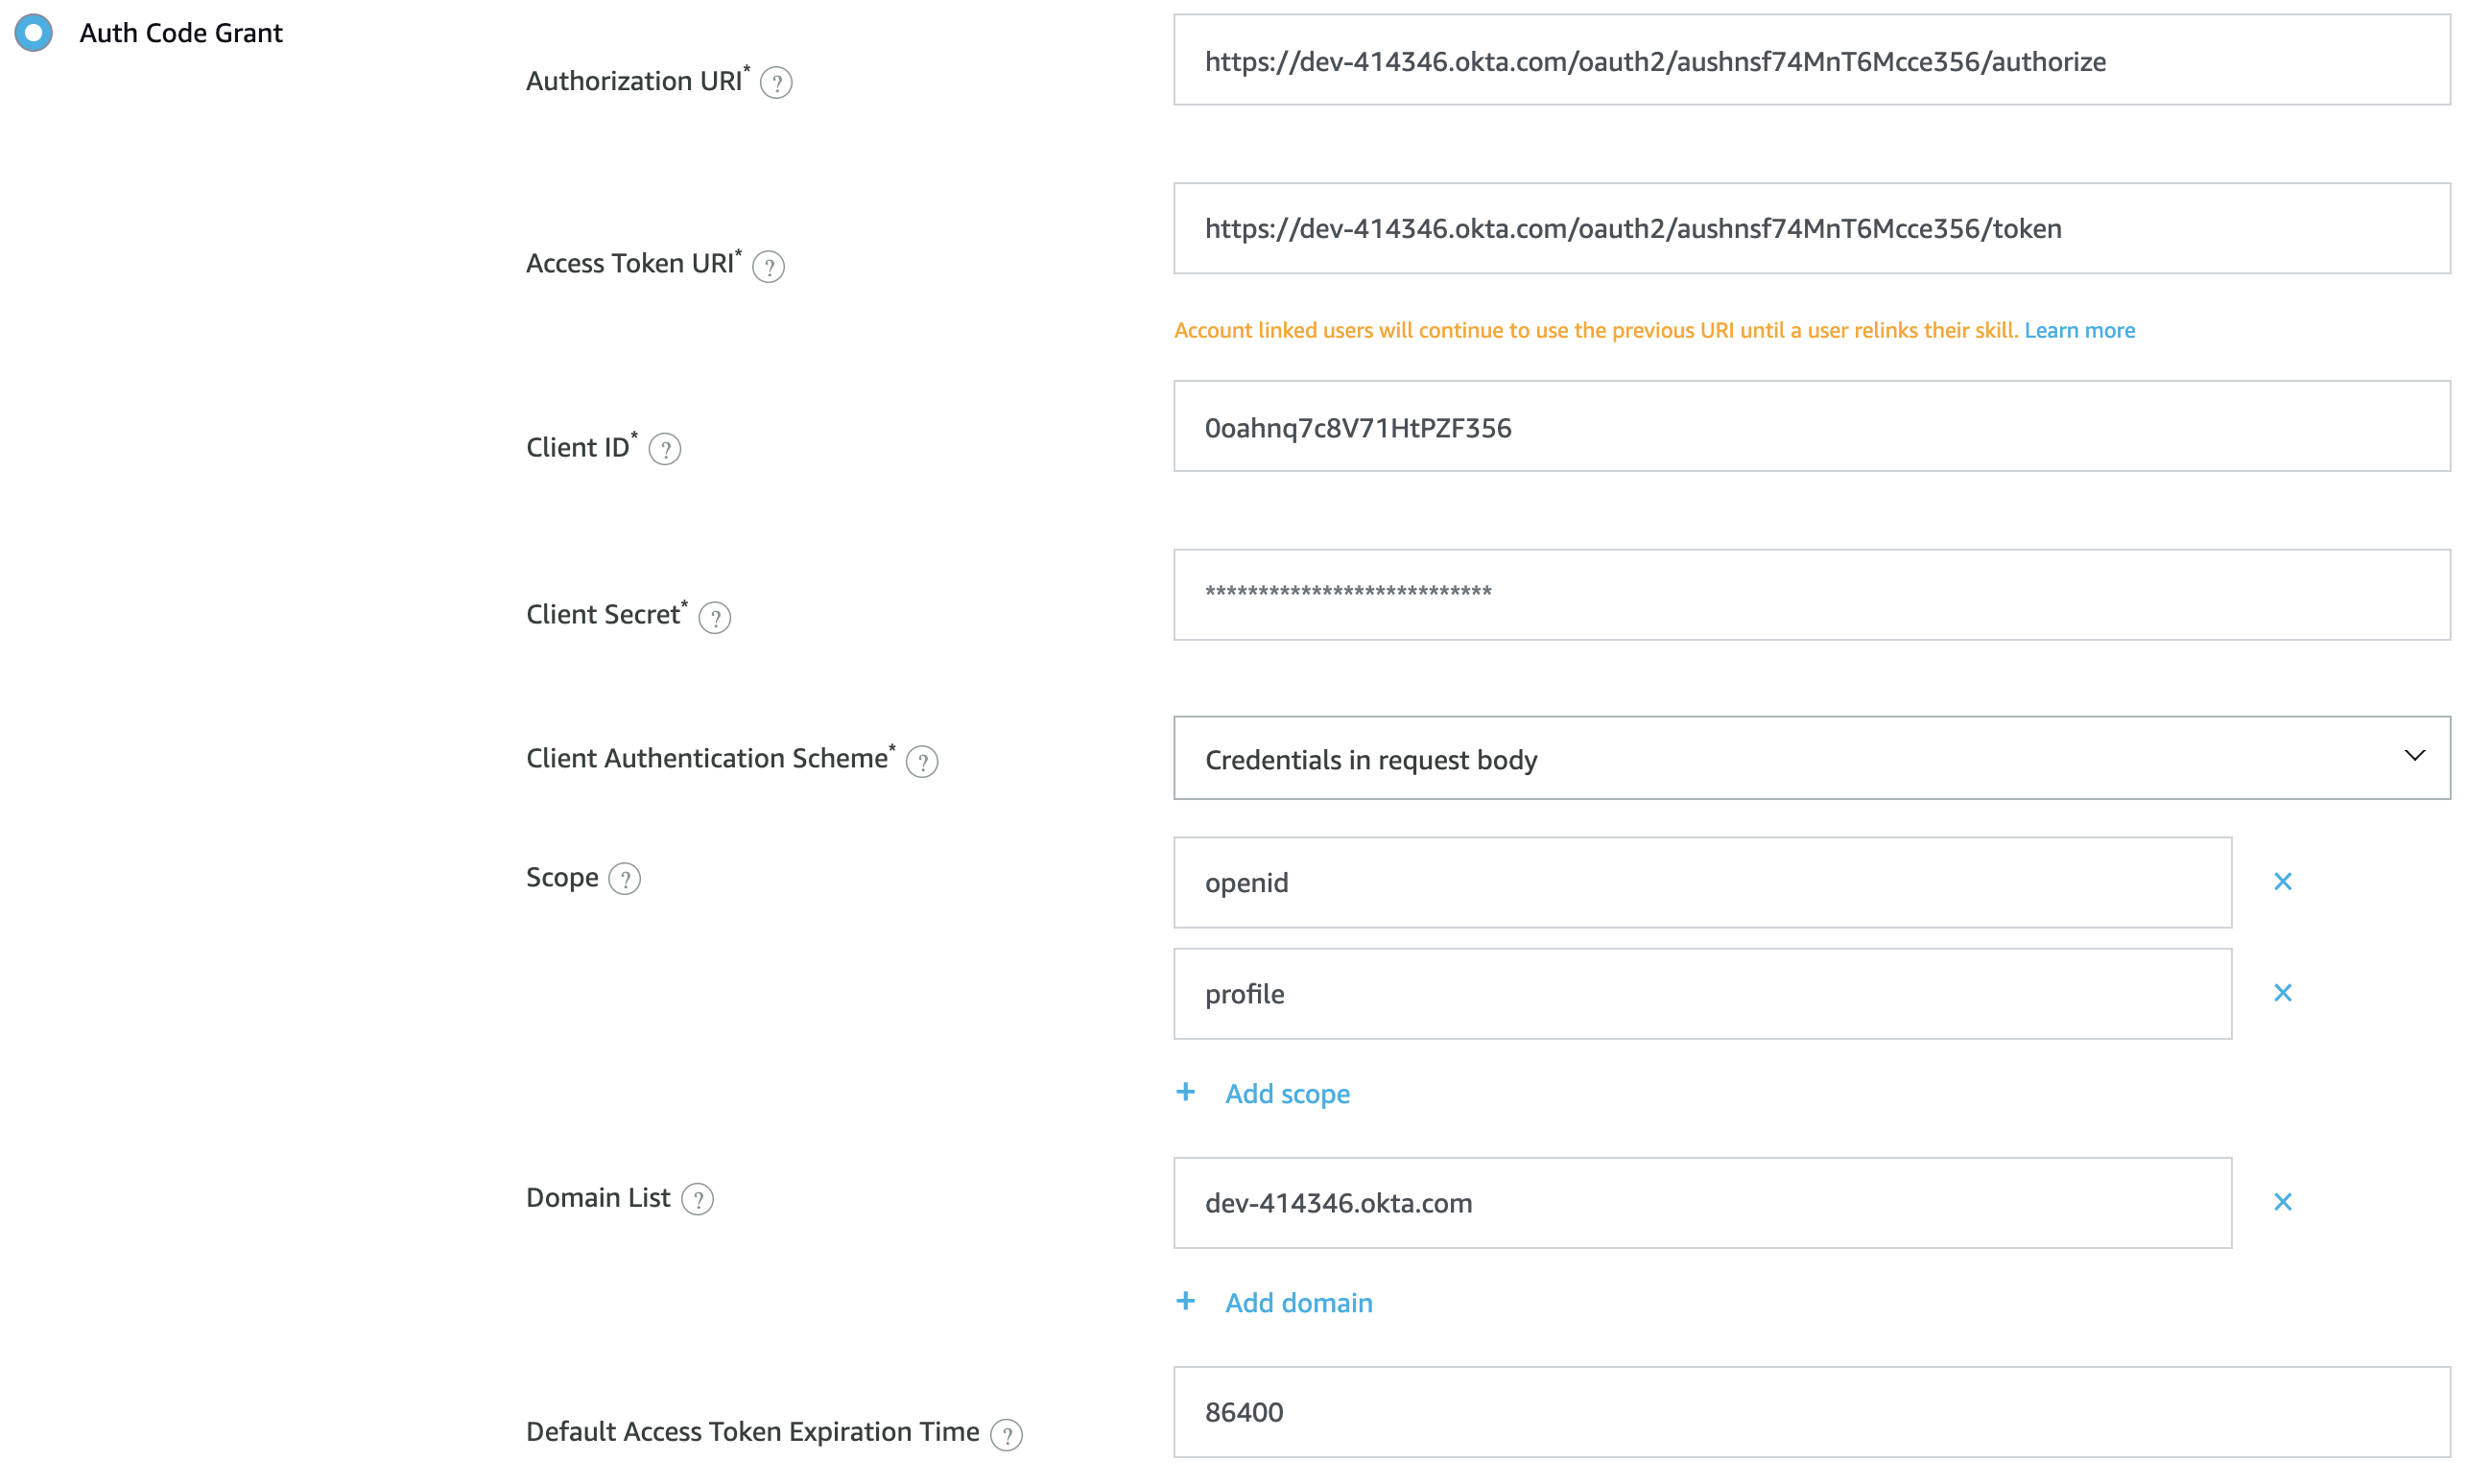 Auth Code Grant
Authorization URI* ?
https://dev-414346.okta.com/oauth2/aushnsf74MnT6Mcce356/authorize
Access Token URI* ?
https://dev-414346.okta.com/oauth2/aushnsf74MnT6Mcce356/token
Account linked users will continue to use the previous URI until a user relinks their skill. Learn more
Client ID* ?
0oahnq7c8V71HtPZF356
Client Secret* ?
***************************
Client Authentication Scheme* ?
Credentials in request body
Scope ?
openid
profile
+ Add scope
Domain List ?
dev-414346.okta.com
+ Add domain
Default Access Token Expiration Time ?
86400